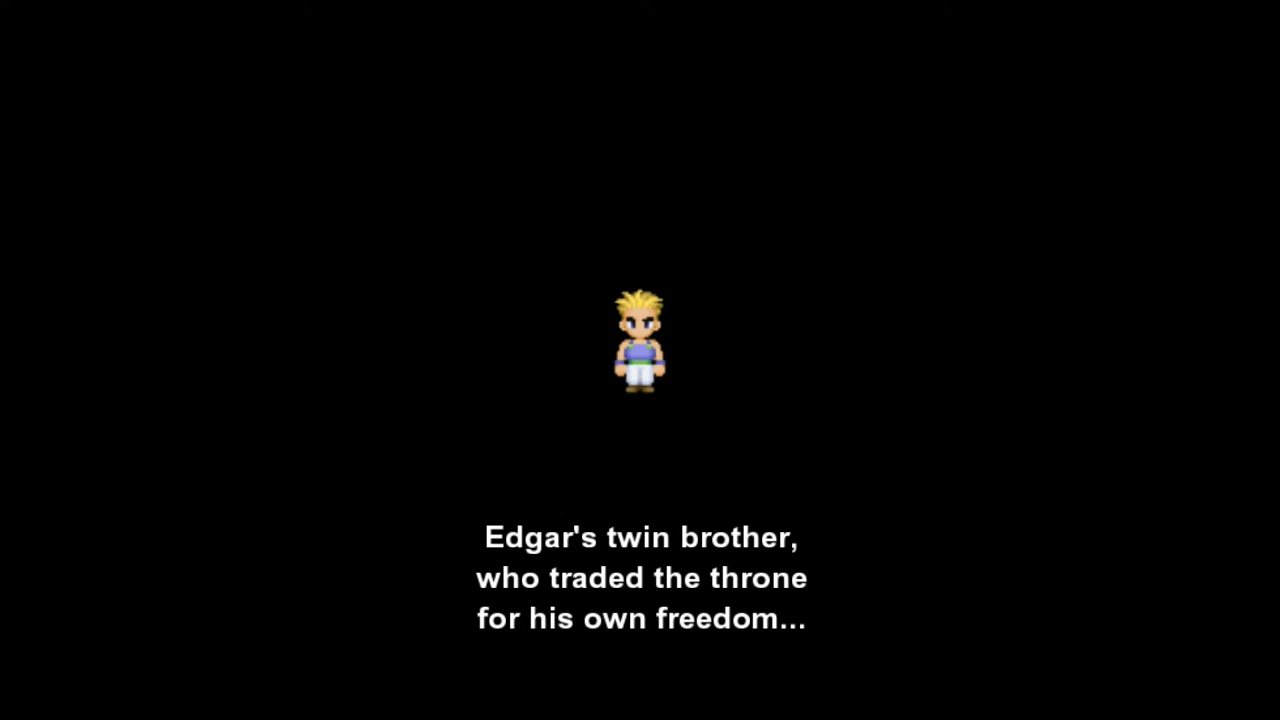 Edgar's twin brother,
who traded the throne
for his own freedom...